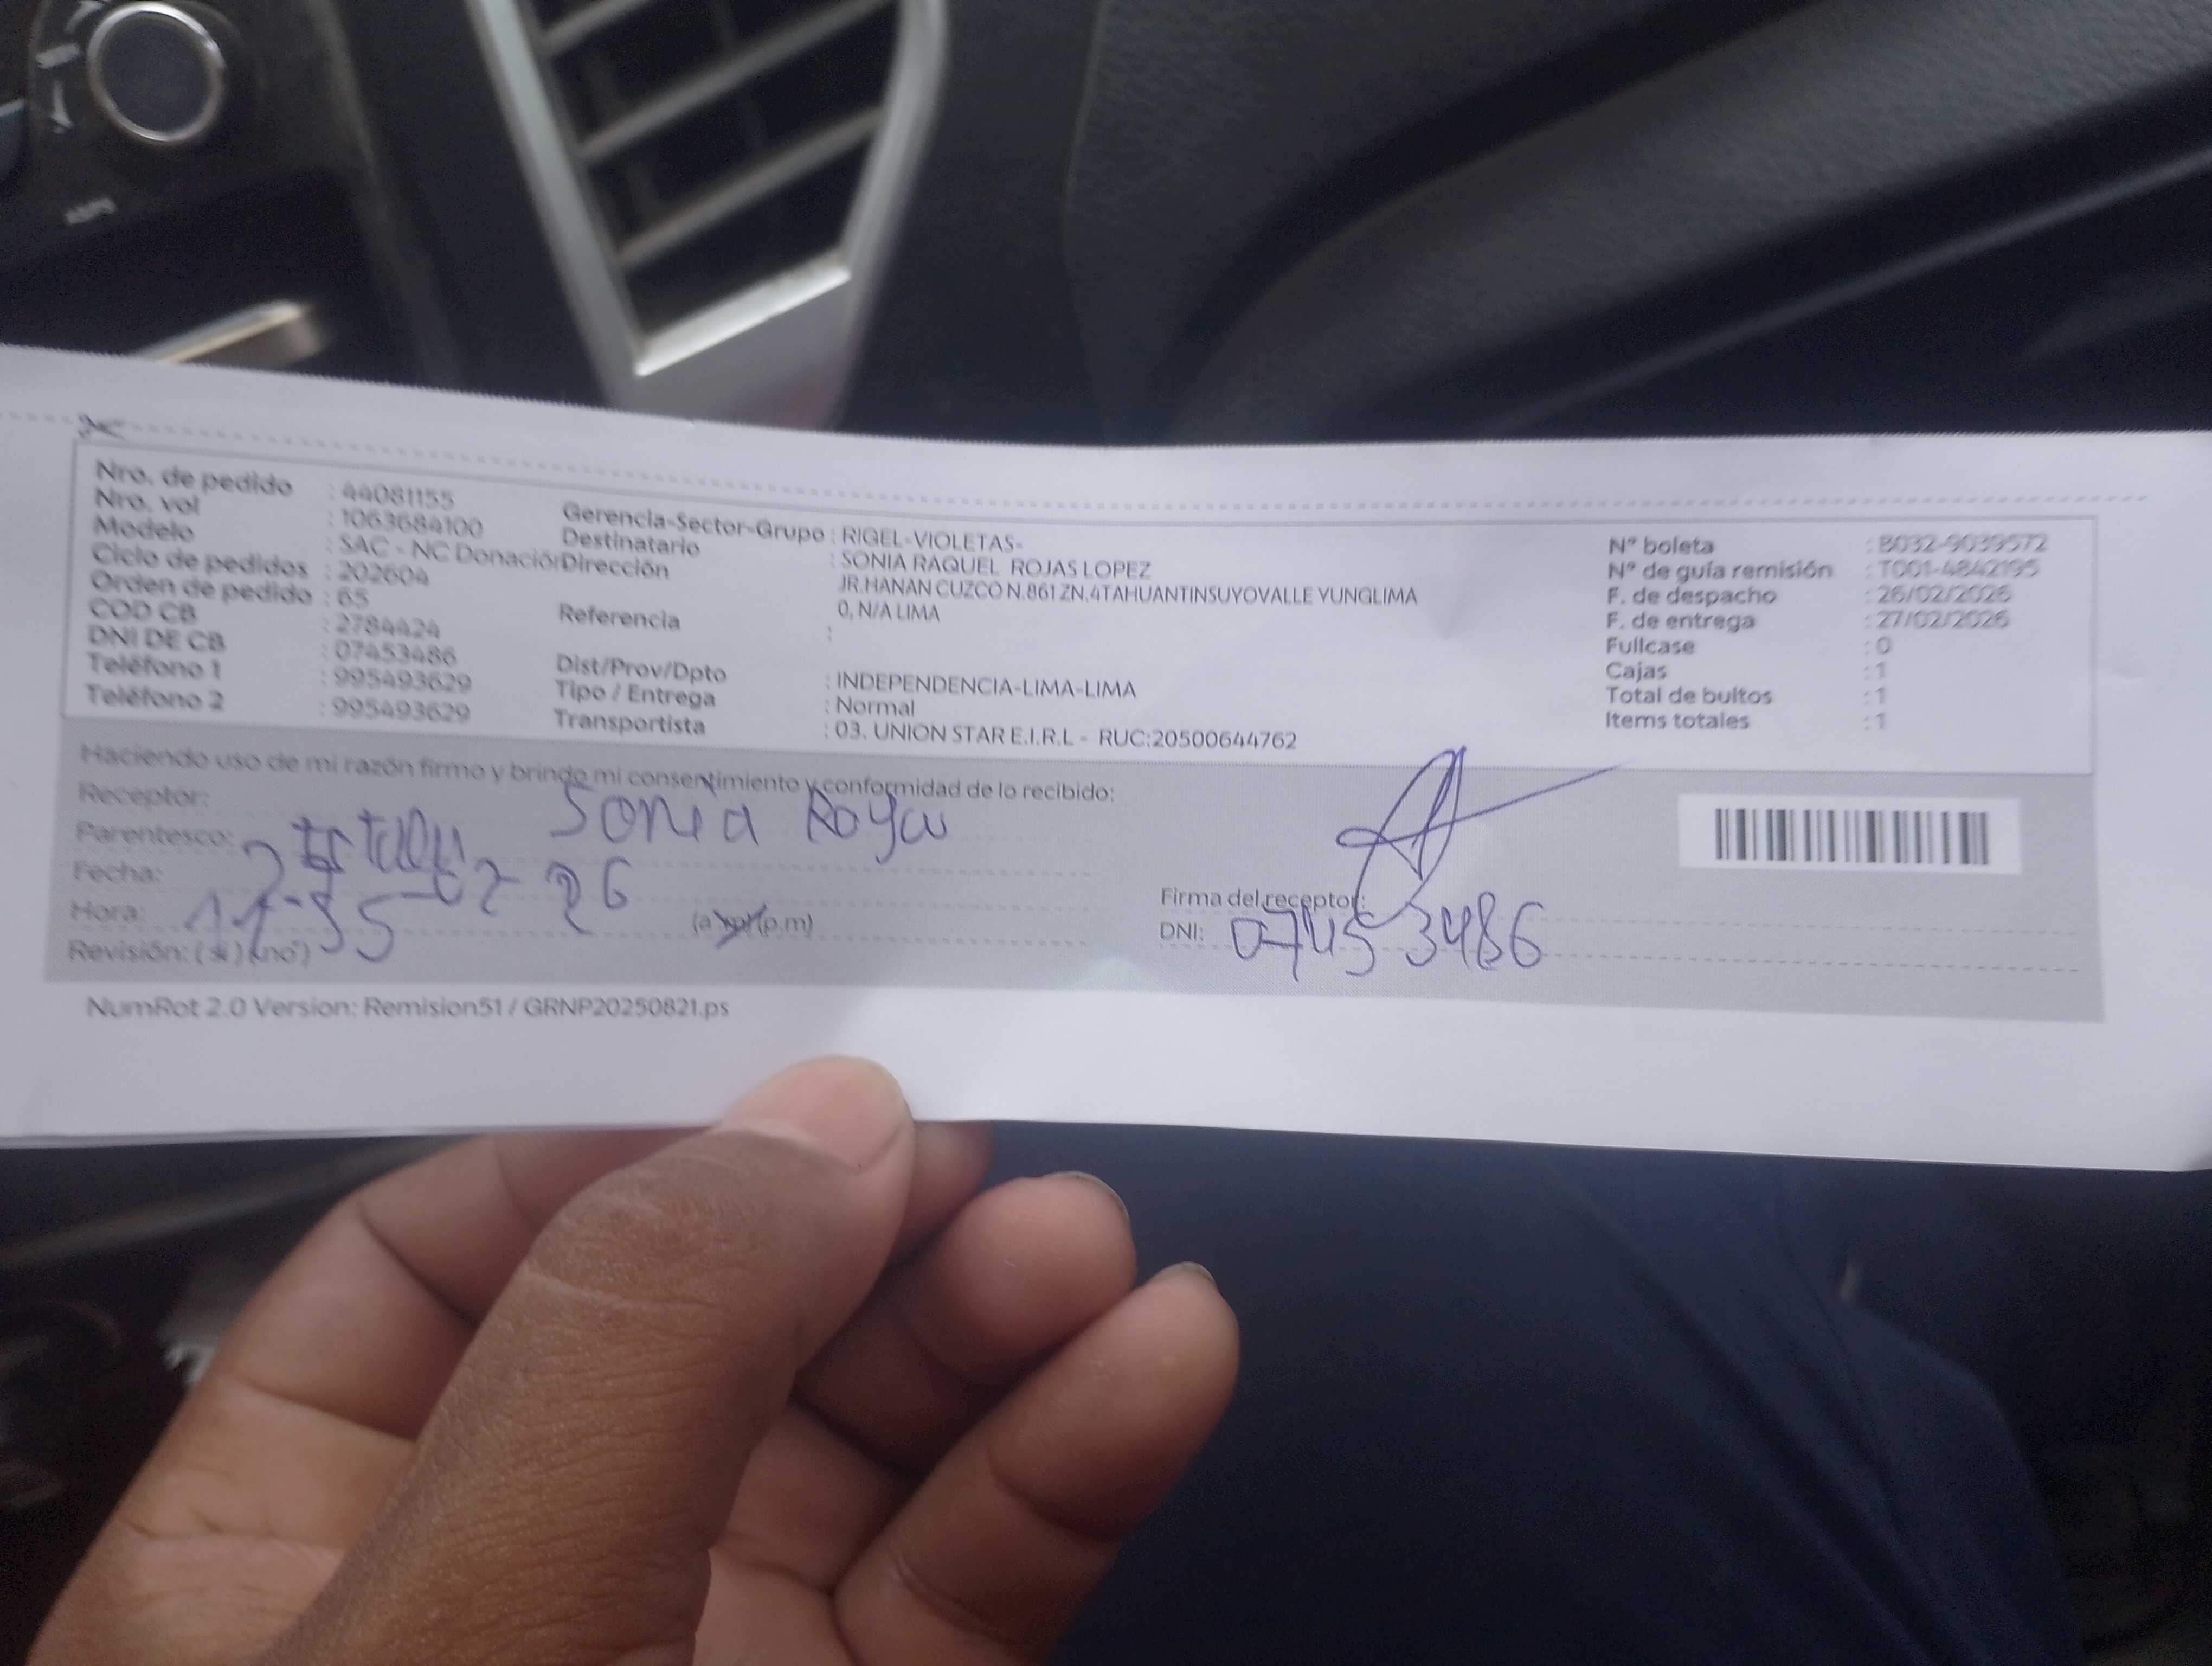 Nro. de pedido : 44081155
Nro. vol : 1063684100
Modelo : SAC - NC Donación
Ciclo de pedidos : 202604
Orden de pedido : 65
COD CB : 2784424
DNI DE CB : 07453486
Teléfono 1 : 995493629
Teléfono 2 : 995493629
Gerencia-Sector-Grupo : RIGEL-VIOLETAS-
Destinatario : SONIA RAQUEL ROJAS LOPEZ
Dirección JR.HANAN CUZCO N.861 ZN.4TAHUANTINSUYOVALLE YUNGLIMA
0, N/A LIMA
Referencia :
Dist/Prov/Dpto : INDEPENDENCIA-LIMA-LIMA
Tipo / Entrega : Normal
Transportista : 03. UNION STAR E.I.R.L - RUC:20500644762
N° boleta : B032-9039572
N° de guía remisión : T001-4842195
F. de despacho : 26/02/2026
F. de entrega : 27/02/2026
Fullcase : 0
Cajas : 1
Total de bultos : 1
Items totales : 1
Haciendo uso de mi razón firmo y brindo mi consentimiento y conformidad de lo recibido:
Receptor: Sonia Rojas
Parentesco:
Fecha: 02 26
Hora: 11-35 (a.m) (p.m)
Revisión: (si) (no)
Firma del receptor:
DNI: 07453486
NumRot 2.0 Version: Remision51 / GRNP20250821.ps